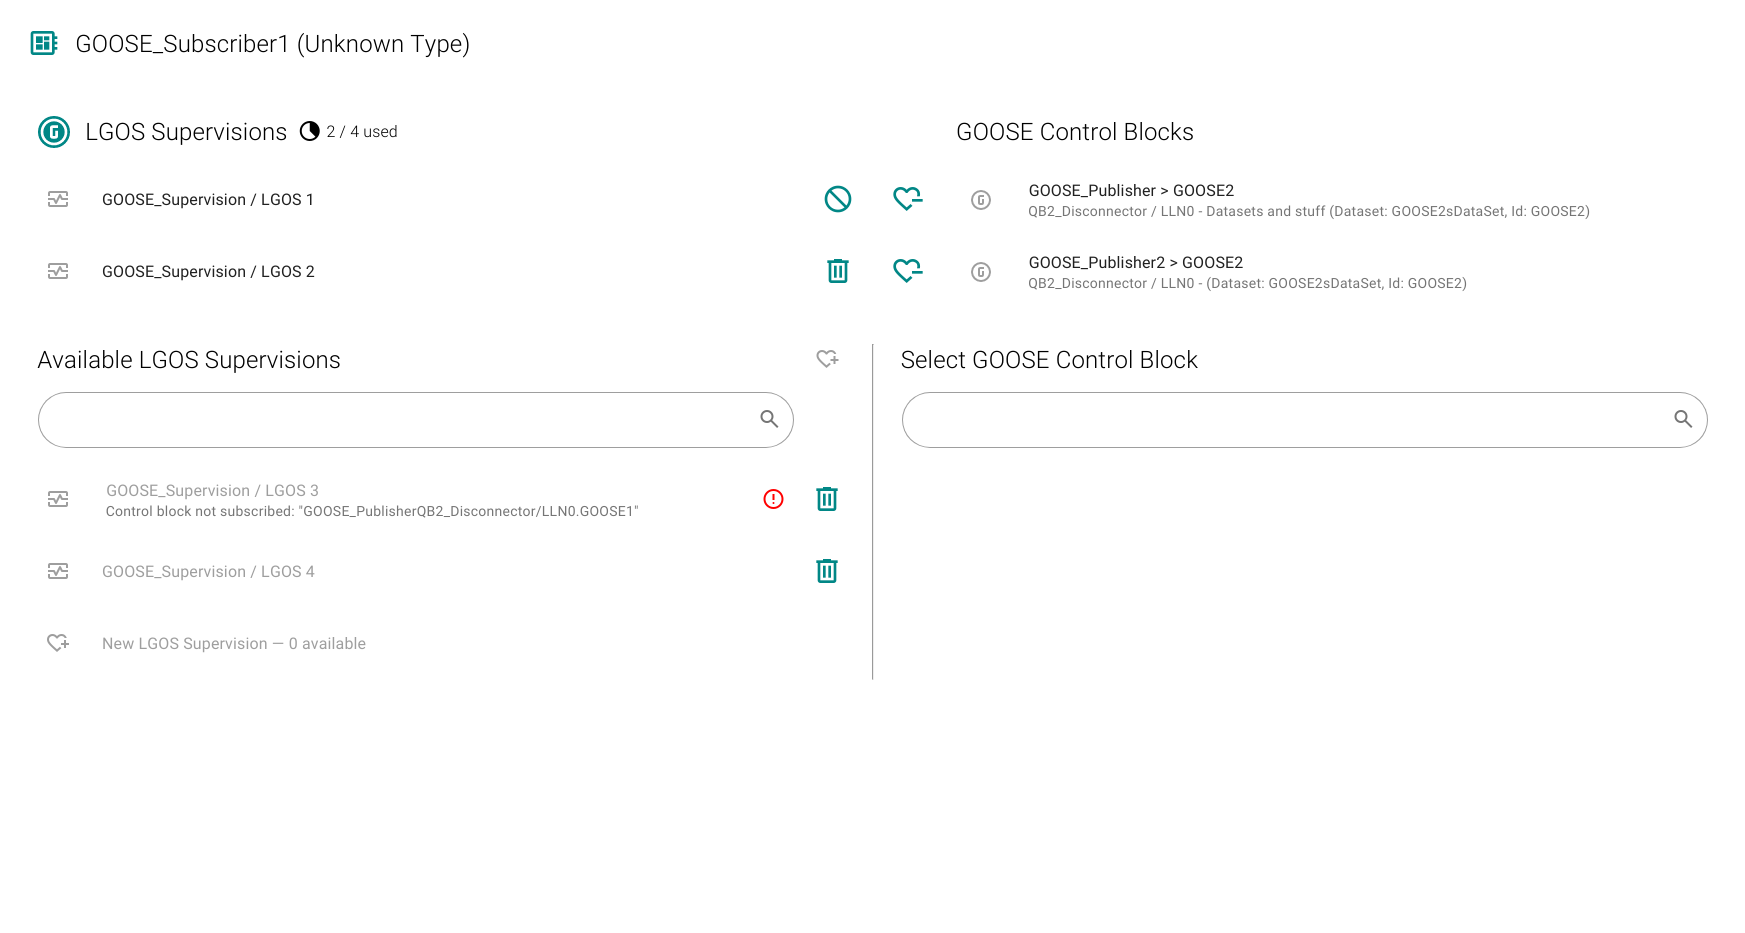 GOOSE_Subscriber1 (Unknown Type)
LGOS Supervisions 2 / 4 used
GOOSE Control Blocks
GOOSE_Supervision / LGOS 1
GOOSE_Publisher > GOOSE2
QB2_Disconnector / LLN0 - Datasets and stuff (Dataset: GOOSE2sDataSet, Id: GOOSE2)
GOOSE_Supervision / LGOS 2
GOOSE_Publisher2 > GOOSE2
QB2_Disconnector / LLN0 - (Dataset: GOOSE2sDataSet, Id: GOOSE2)
Available LGOS Supervisions
GOOSE_Supervision / LGOS 3
Control block not subscribed: "GOOSE_PublisherQB2_Disconnector/LLN0.GOOSE1"
GOOSE_Supervision / LGOS 4
New LGOS Supervision — 0 available
Select GOOSE Control Block